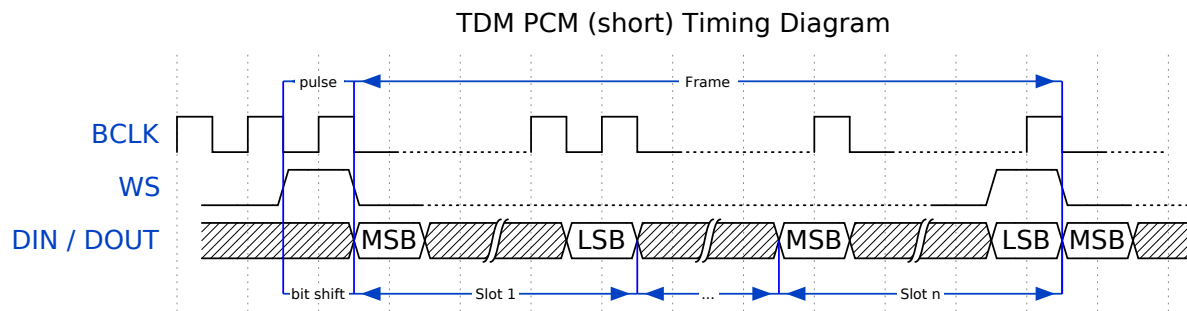 TDM PCM (short) Timing Diagram
pulse Frame
BCLK
WS
DIN / DOUT MSB LSB MSB LSB MSB
bit shift Slot 1 ... Slot n